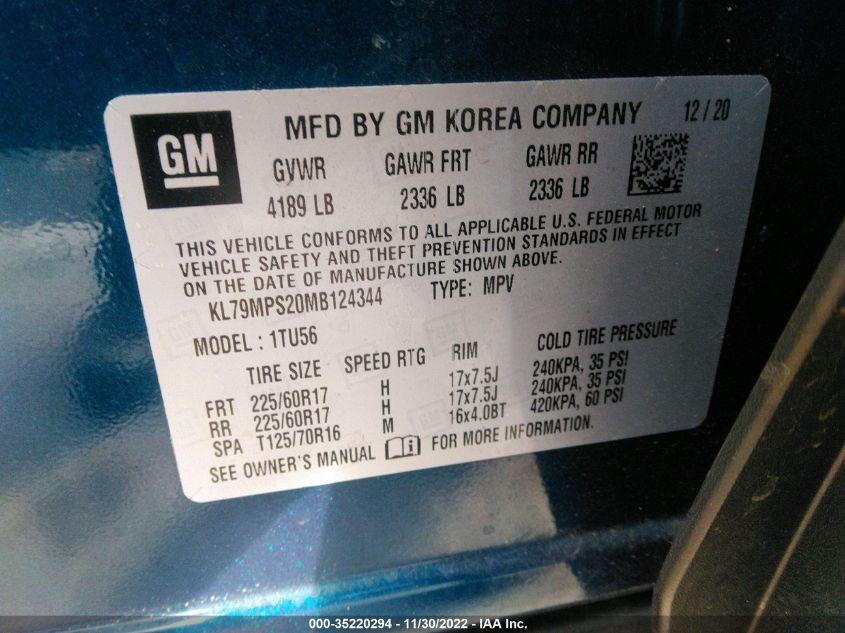 GM
MFD BY GM KOREA COMPANY 12/20
GVWR GAWR FRT GAWR RR
4189 LB 2336 LB 2336 LB
THIS VEHICLE CONFORMS TO ALL APPLICABLE U.S. FEDERAL MOTOR
VEHICLE SAFETY AND THEFT PREVENTION STANDARDS IN EFFECT
ON THE DATE OF MANUFACTURE SHOWN ABOVE.
KL79MPS20MB124344 TYPE: MPV
MODEL : 1TU56
TIRE SIZE SPEED RTG RIM COLD TIRE PRESSURE
FRT 225/60R17 H 17x7.5J 240KPA, 35 PSI
RR 225/60R17 H 17x7.5J 240KPA, 35 PSI
SPA T125/70R16 M 16x4.0BT 420KPA, 60 PSI
SEE OWNER'S MANUAL FOR MORE INFORMATION.
000-35220294 - 11/30/2022 - IAA Inc.